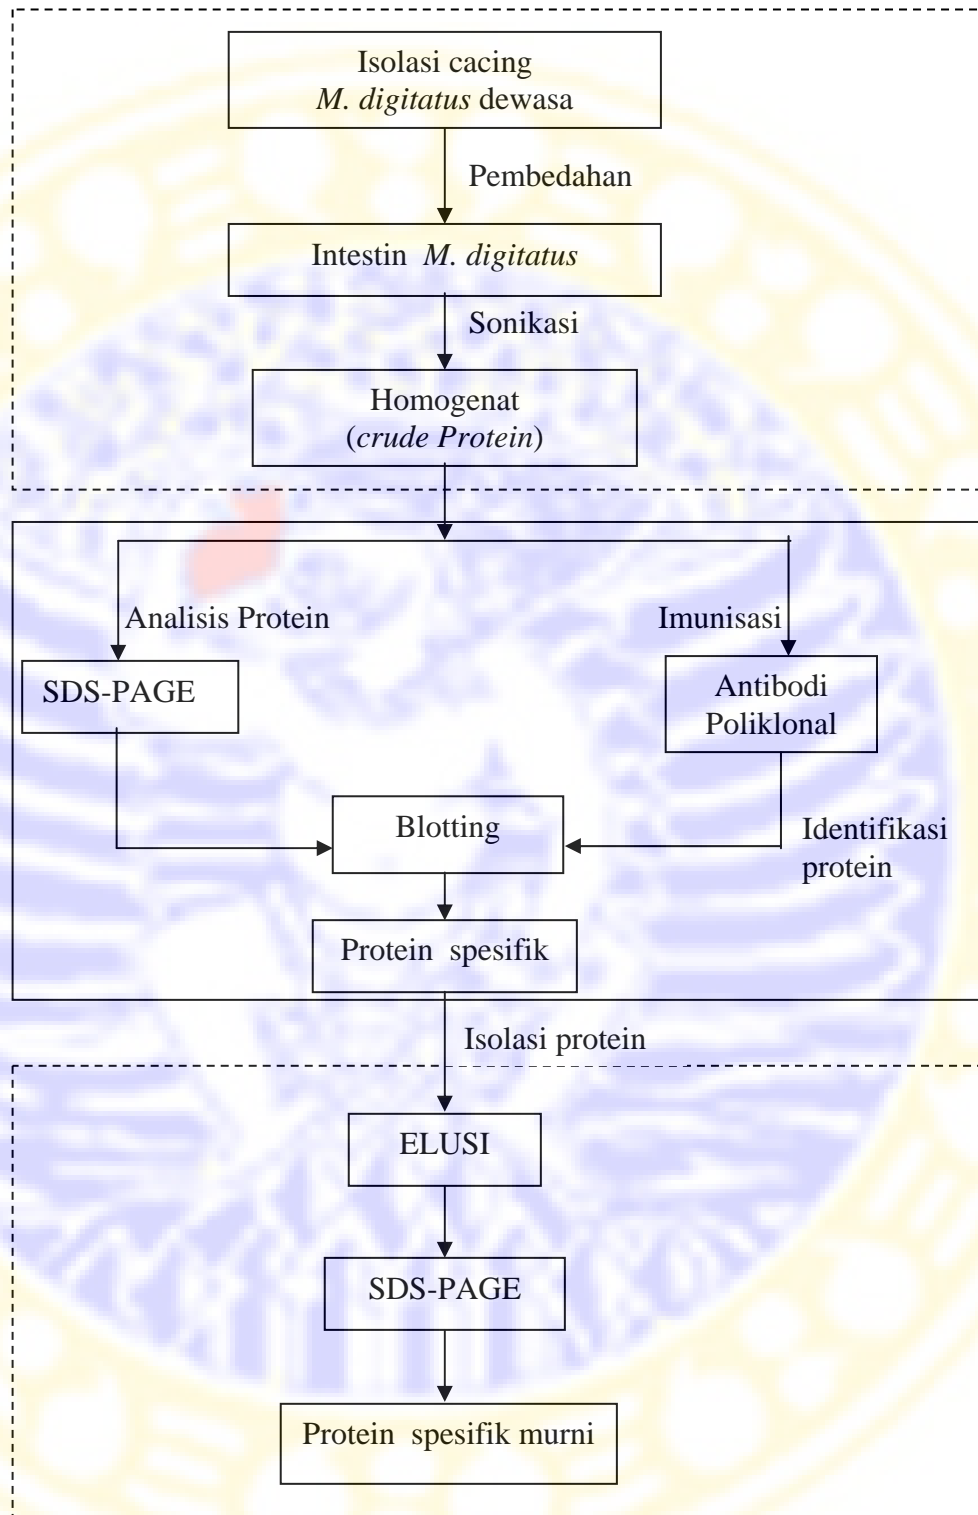 Isolasi cacing
M. digitatus dewasa
Pembedahan
Intestin M. digitatus
Sonikasi
Homogenat
(crude Protein)
Analisis Protein
Imunisasi
SDS-PAGE
Antibodi
Poliklonal
Blotting
Identifikasi
protein
Protein spesifik
Isolasi protein
ELUSI
SDS-PAGE
Protein spesifik murni